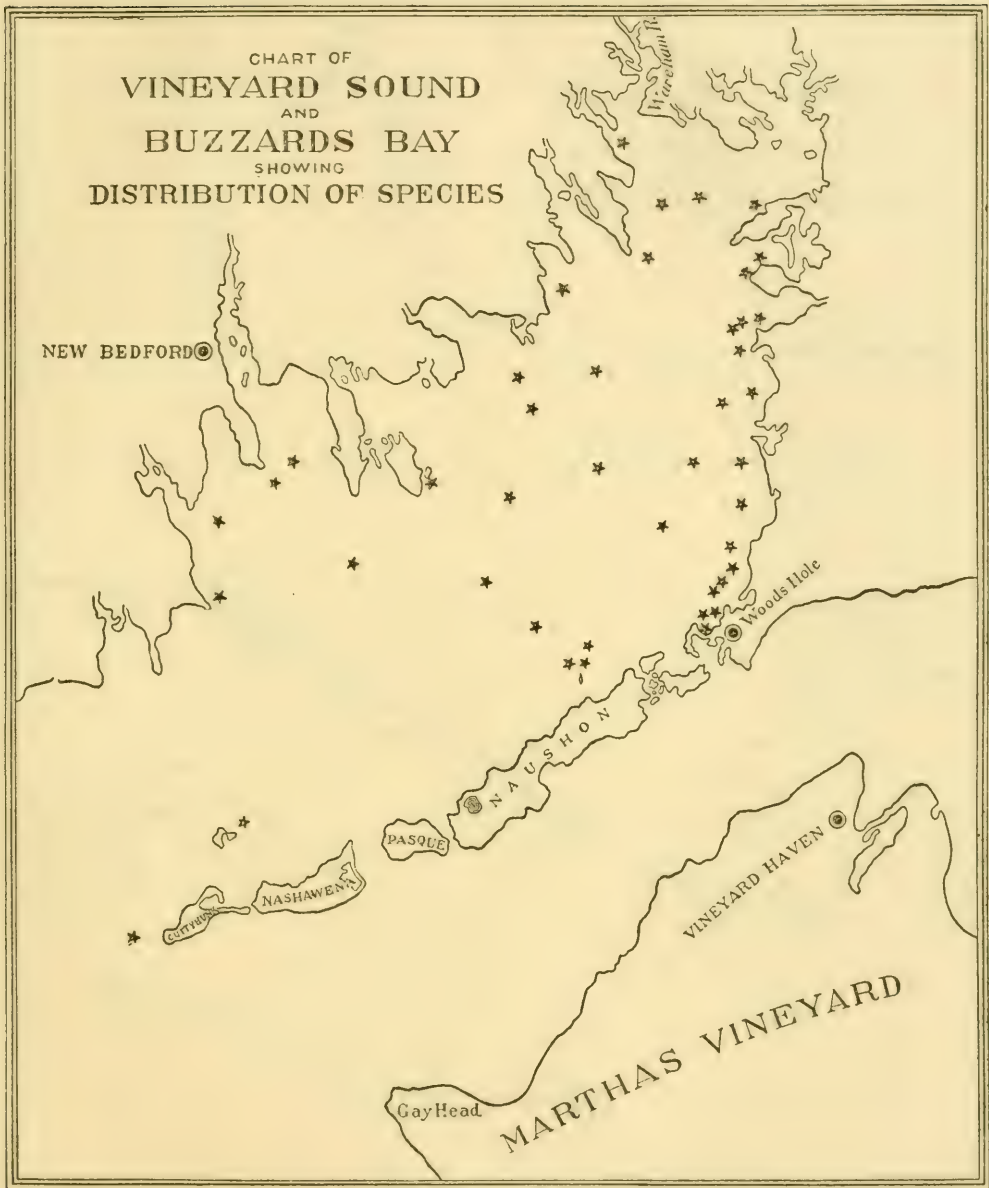 CHART OF
VINEYARD SOUND
AND
BUZZARDS BAY
SHOWING
DISTRIBUTION OF SPECIES
Wareham R.
NEW BEDFORD
Woods Hole
NAUSHON
PASQUE
NASHAWENA
CUTTYHUNK
VINEYARD HAVEN
MARTHAS VINEYARD
Gay Head